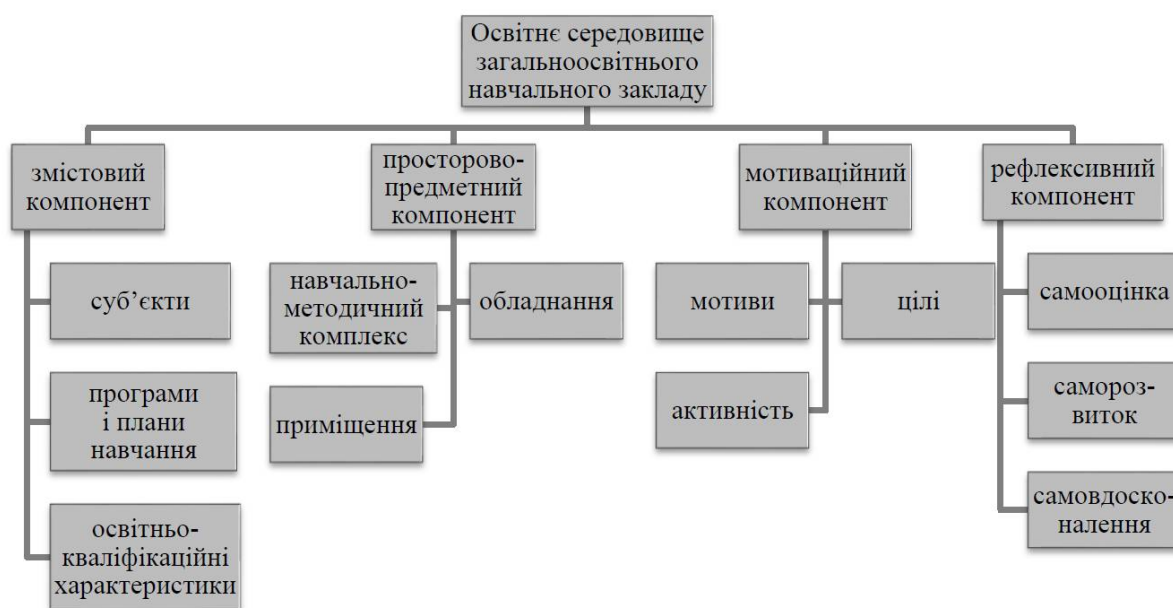 Освітнє середовище
загальноосвітнього
навчального закладу
змістовий
компонент
суб’єкти
програми
і плани
навчання
освітньо-
кваліфікаційні
характеристики
просторово-
предметний
компонент
навчально-
методичний
комплекс
обладнання
приміщення
мотиваційний
компонент
мотиви
цілі
активність
рефлексивний
компонент
самооцінка
самороз-
виток
самовдоско-
налення